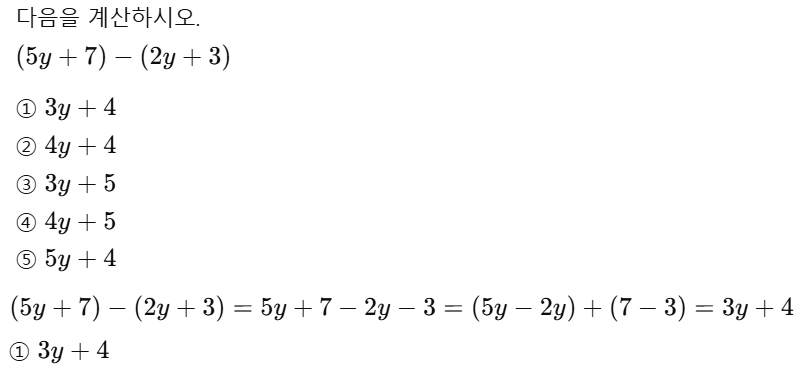 다음을 계산하시오.
(5y + 7) − (2y + 3)
① 3y + 4
② 4y + 4
③ 3y + 5
④ 4y + 5
⑤ 5y + 4
(5y + 7) − (2y + 3) = 5y + 7 − 2y − 3 = (5y − 2y) + (7 − 3) = 3y + 4
① 3y + 4